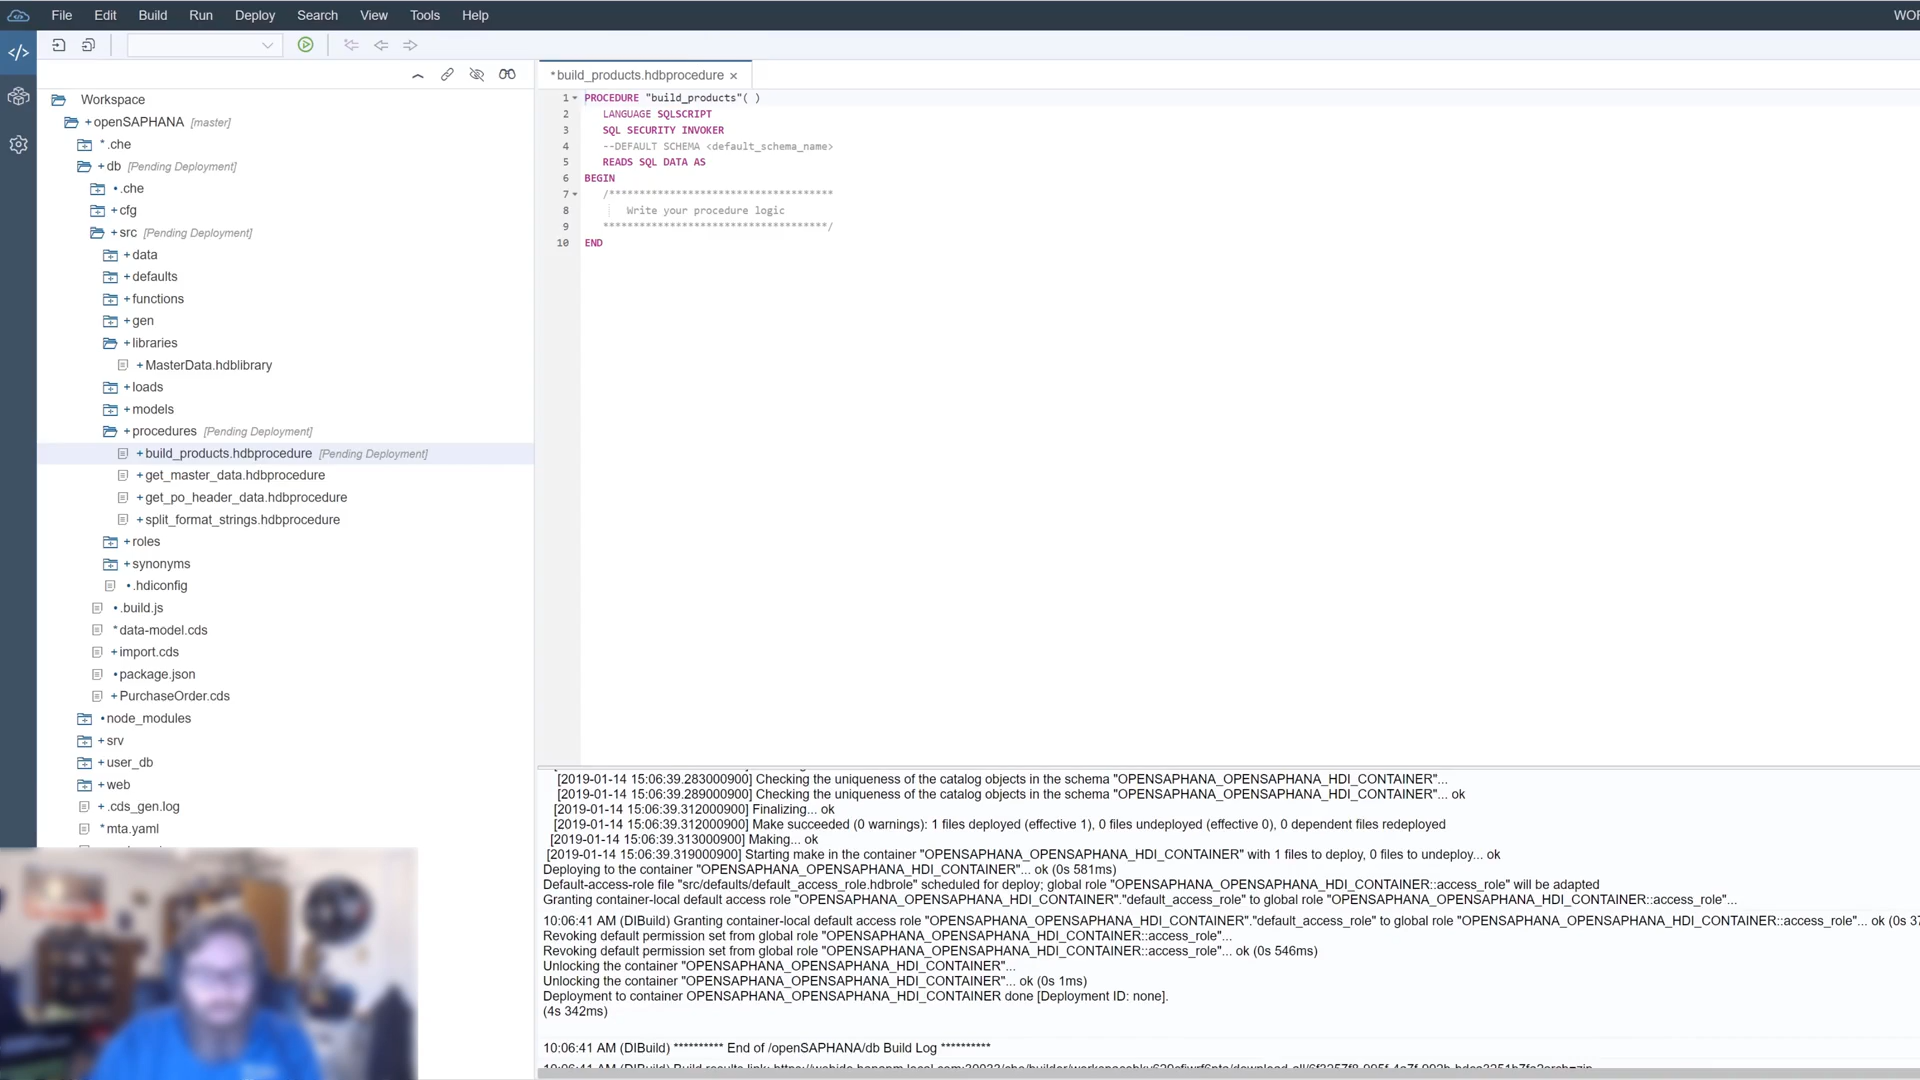 File Edit Build Run Deploy Search View Tools Help
*build_products.hdbprocedure ×
Workspace
+openSAPHANA [master]
*.che
+db [Pending Deployment]
•.che
+cfg
+src [Pending Deployment]
+data
+defaults
+functions
+gen
+libraries
+MasterData.hdblibrary
+loads
+models
+procedures [Pending Deployment]
+build_products.hdbprocedure [Pending Deployment]
+get_master_data.hdbprocedure
+get_po_header_data.hdbprocedure
+split_format_strings.hdbprocedure
+roles
+synonyms
•.hdiconfig
•.build.js
*data-model.cds
+import.cds
•package.json
+PurchaseOrder.cds
•node_modules
+srv
+user_db
+web
+.cds_gen.log
*mta.yaml
1 PROCEDURE "build_products"( )
2 LANGUAGE SQLSCRIPT
3 SQL SECURITY INVOKER
4 --DEFAULT SCHEMA <default_schema_name>
5 READS SQL DATA AS
6 BEGIN
7 /*************************************
8 Write your procedure logic
9 *************************************/
10 END
[2019-01-14 15:06:39.283000900] Checking the uniqueness of the catalog objects in the schema "OPENSAPHANA_OPENSAPHANA_HDI_CONTAINER"...
[2019-01-14 15:06:39.289000900] Checking the uniqueness of the catalog objects in the schema "OPENSAPHANA_OPENSAPHANA_HDI_CONTAINER"... ok
[2019-01-14 15:06:39.312000900] Finalizing... ok
[2019-01-14 15:06:39.312000900] Make succeeded (0 warnings): 1 files deployed (effective 1), 0 files undeployed (effective 0), 0 dependent files redeployed
[2019-01-14 15:06:39.313000900] Making... ok
[2019-01-14 15:06:39.319000900] Starting make in the container "OPENSAPHANA_OPENSAPHANA_HDI_CONTAINER" with 1 files to deploy, 0 files to undeploy... ok
Deploying to the container "OPENSAPHANA_OPENSAPHANA_HDI_CONTAINER"... ok (0s 581ms)
Default-access-role file "src/defaults/default_access_role.hdbrole" scheduled for deploy; global role "OPENSAPHANA_OPENSAPHANA_HDI_CONTAINER::access_role" will be adapted
Granting container-local default access role "OPENSAPHANA_OPENSAPHANA_HDI_CONTAINER"."default_access_role" to global role "OPENSAPHANA_OPENSAPHANA_HDI_CONTAINER::access_role"...
10:06:41 AM (DIBuild) Granting container-local default access role "OPENSAPHANA_OPENSAPHANA_HDI_CONTAINER"."default_access_role" to global role "OPENSAPHANA_OPENSAPHANA_HDI_CONTAINER::access_role"... ok (0s
Revoking default permission set from global role "OPENSAPHANA_OPENSAPHANA_HDI_CONTAINER::access_role"...
Revoking default permission set from global role "OPENSAPHANA_OPENSAPHANA_HDI_CONTAINER::access_role"... ok (0s 546ms)
Unlocking the container "OPENSAPHANA_OPENSAPHANA_HDI_CONTAINER"...
Unlocking the container "OPENSAPHANA_OPENSAPHANA_HDI_CONTAINER"... ok (0s 1ms)
Deployment to container OPENSAPHANA_OPENSAPHANA_HDI_CONTAINER done [Deployment ID: none].
(4s 342ms)
10:06:41 AM (DIBuild) ********** End of /openSAPHANA/db Build Log **********
10:06:41 AM (DIBuild) Build results link: